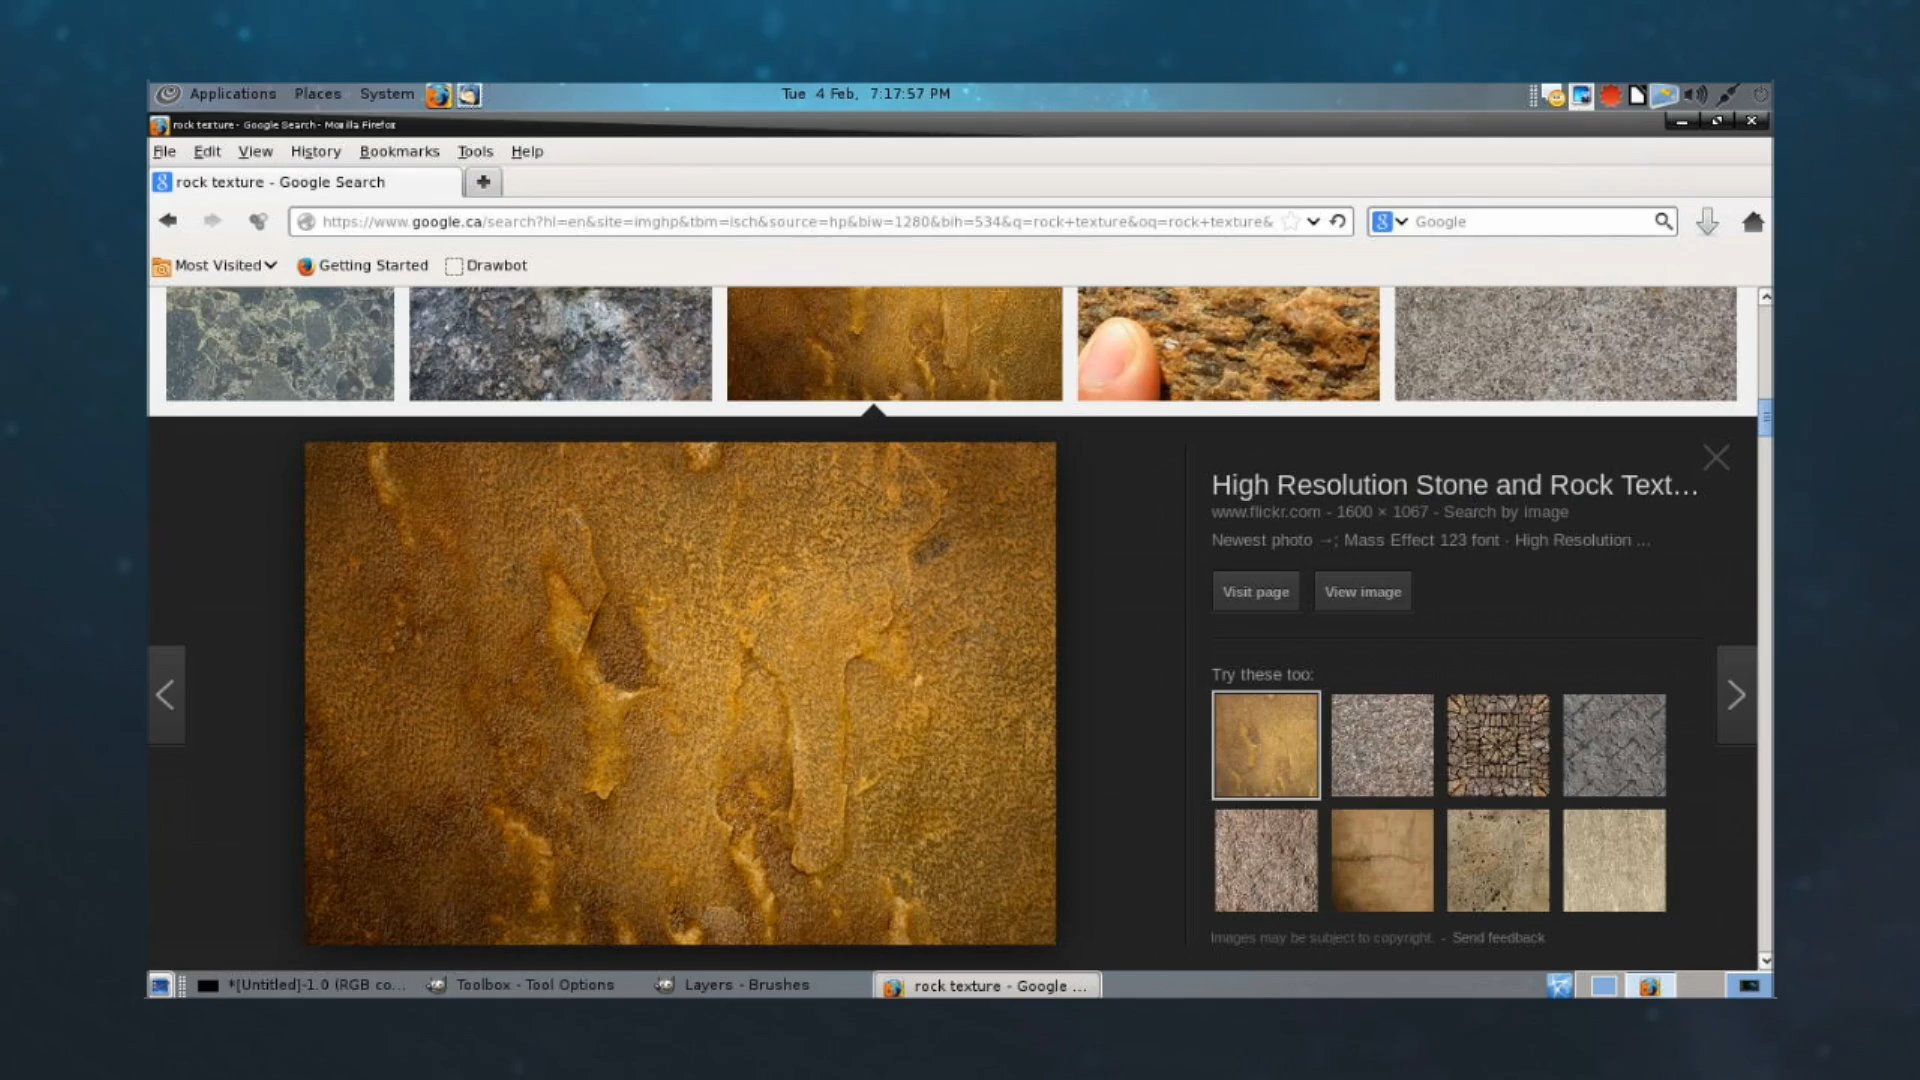 Applications Places System
Tue 4 Feb, 7:17:57 PM
rock texture - Google Search - Mozilla Firefox
File Edit View History Bookmarks Tools Help
rock texture - Google Search
https://www.google.ca/search?hl=en&site=imghp&tbm=isch&source=hp&biw=1280&bih=534&q=rock+texture&oq=rock+texture&
Google
Most Visited Getting Started Drawbot
High Resolution Stone and Rock Text...
www.flickr.com - 1600 × 1067 - Search by image
Newest photo →; Mass Effect 123 font · High Resolution ...
Visit page View image
Try these too:
Images may be subject to copyright. - Send feedback
*[Untitled]-1.0 (RGB co... Toolbox - Tool Options Layers - Brushes rock texture - Google ...